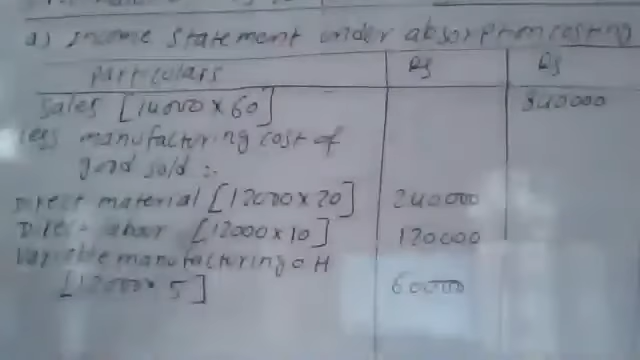 a) Income statement under absorption costing
particulars Rs Rs
Sales [14000 x 60] 840000
Less manufacturing cost of
good sold :-
Direct material [12000 x 20] 240000
Direct labour [12000 x 10] 120000
Variable manufacturing OH
[12000 x 5] 60000